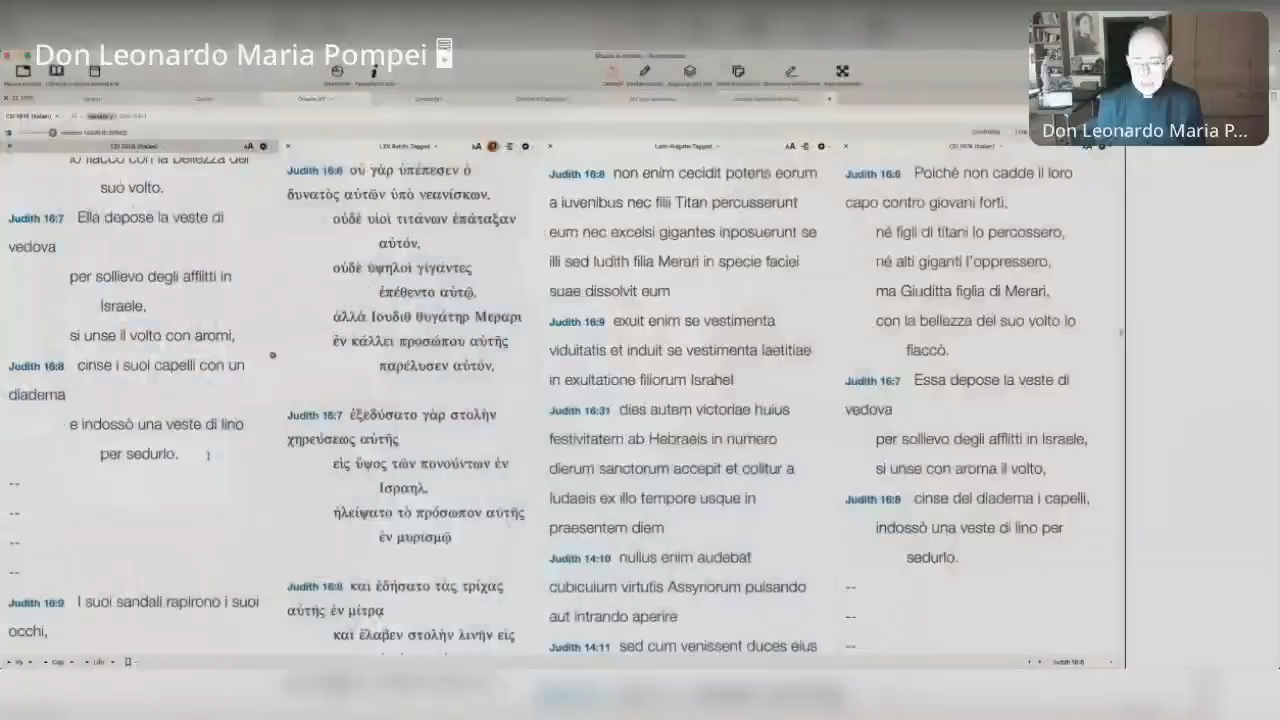 Don Leonardo Maria Pompei
Don Leonardo Maria P...
CEI 2008 (Italian)
suo volto.
Judith 16:7 Ella depose la veste di
vedova
per sollievo degli afflitti in
Israele,
si unse il volto con aromi,
Judith 16:8 cinse i suoi capelli con un
diadema
e indossò una veste di lino
per sedurlo.
--
--
--
--
Judith 16:9 I suoi sandali rapirono i suoi
occhi,
LXX Rahlfs Tagged
Judith 16:6 οὐ γὰρ ὑπέπεσεν ὁ
δυνατὸς αὐτῶν ὑπὸ νεανίσκων,
οὐδὲ υἱοὶ τιτάνων ἐπάταξαν
αὐτόν,
οὐδὲ ὑψηλοὶ γίγαντες
ἐπέθεντο αὐτῷ,
ἀλλὰ Ιουδιθ θυγάτηρ Μεραρι
ἐν κάλλει προσώπου αὐτῆς
παρέλυσεν αὐτόν,
Judith 16:7 ἐξεδύσατο γὰρ στολὴν
χηρεύσεως αὐτῆς
εἰς ὕψος τῶν πονούντων ἐν
Ισραηλ,
ἠλείψατο τὸ πρόσωπον αὐτῆς
ἐν μυρισμῷ
Judith 16:8 καὶ ἐδήσατο τὰς τρίχας
αὐτῆς ἐν μίτρᾳ
καὶ ἔλαβεν στολὴν λινῆν εἰς
Latin Vulgate Tagged
Judith 16:8 non enim cecidit potens eorum
a iuvenibus nec filii Titan percusserunt
eum nec excelsi gigantes inposuerunt se
illi sed Iudith filia Merari in specie faciei
suae dissolvit eum
Judith 16:9 exuit enim se vestimenta
viduitatis et induit se vestimenta laetitiae
in exultatione filiorum Israhel
Judith 16:31 dies autem victoriae huius
festivitatem ab Hebraeis in numero
dierum sanctorum accepit et colitur a
Iudaeis ex illo tempore usque in
praesentem diem
Judith 14:10 nullus enim audebat
cubiculum virtutis Assyriorum pulsando
aut intrando aperire
Judith 14:11 sed cum venissent duces eius
CEI 1974 (Italian)
Judith 16:6 Poiché non cadde il loro
capo contro giovani forti,
né figli di titani lo percossero,
né alti giganti l'oppressero,
ma Giuditta figlia di Merari,
con la bellezza del suo volto lo
fiaccò.
Judith 16:7 Essa depose la veste di
vedova
per sollievo degli afflitti in Israele,
si unse con aroma il volto,
Judith 16:8 cinse del diadema i capelli,
indossò una veste di lino per
sedurlo.
--
--
--
Judith 16:6